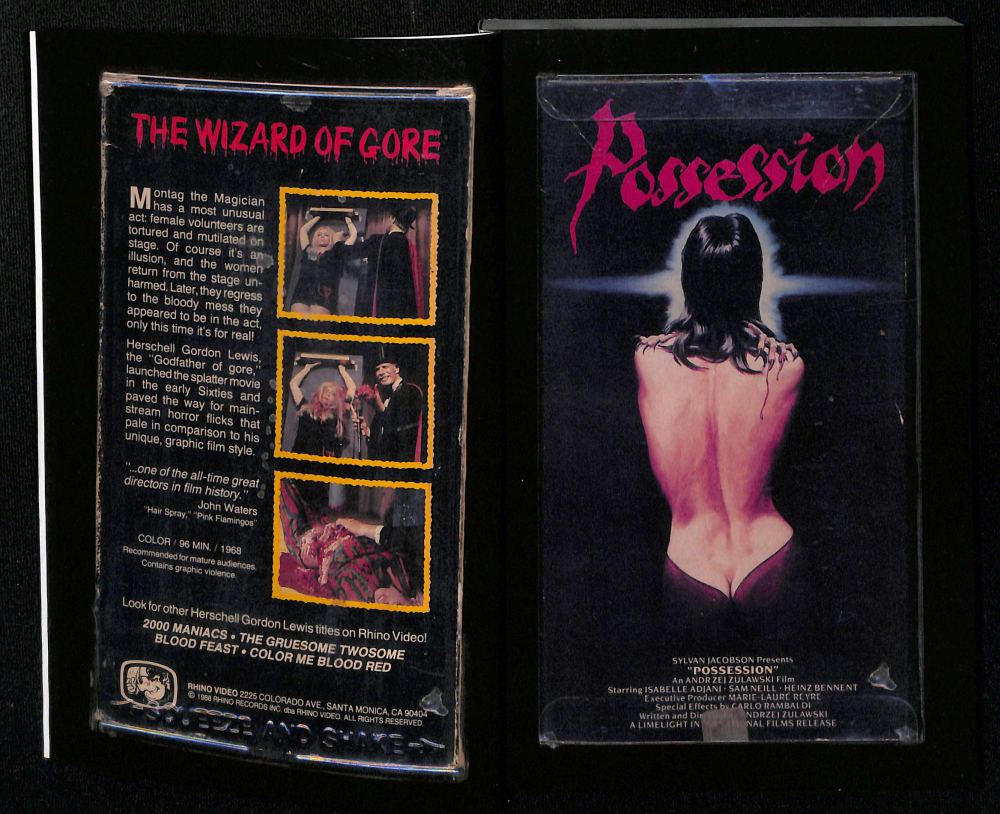 THE WIZARD OF GORE
Montag the Magician
has a most unusual
act: female volunteers are
tortured and mutilated on
stage. Of course it's an
illusion, and the women
return from the stage un-
harmed. Later, they regress
to the bloody mess they
appeared to be in the act,
only this time it's for real!
Herschell Gordon Lewis,
the "Godfather of gore,"
launched the splatter movie
in the early Sixties and
paved the way for main-
stream horror flicks that
pale in comparison to his
unique, graphic film style.
"...one of the all-time great
directors in film history."
John Waters
"Hair Spray," "Pink Flamingos"
COLOR / 96 MIN. / 1968
Recommended for mature audiences.
Contains graphic violence.
Look for other Herschell Gordon Lewis titles on Rhino Video!
2000 MANIACS • THE GRUESOME TWOSOME
BLOOD FEAST • COLOR ME BLOOD RED
RHINO VIDEO 2225 COLORADO AVE., SANTA MONICA, CA 90404
© 1988 RHINO RECORDS INC. dba RHINO VIDEO. ALL RIGHTS RESERVED.
SQUEEZE AND SHAKE
Possession
SYLVAN JACOBSON Presents
"POSSESSION"
An ANDRZEJ ZULAWSKI Film
Starring ISABELLE ADJANI · SAM NEILL · HEINZ BENNENT
Executive Producer MARIE-LAURE REYRE
Special Effects by CARLO RAMBALDI
Written and ANDRZEJ ZULAWSKI
A LIMELIGHT FILMS RELEASE